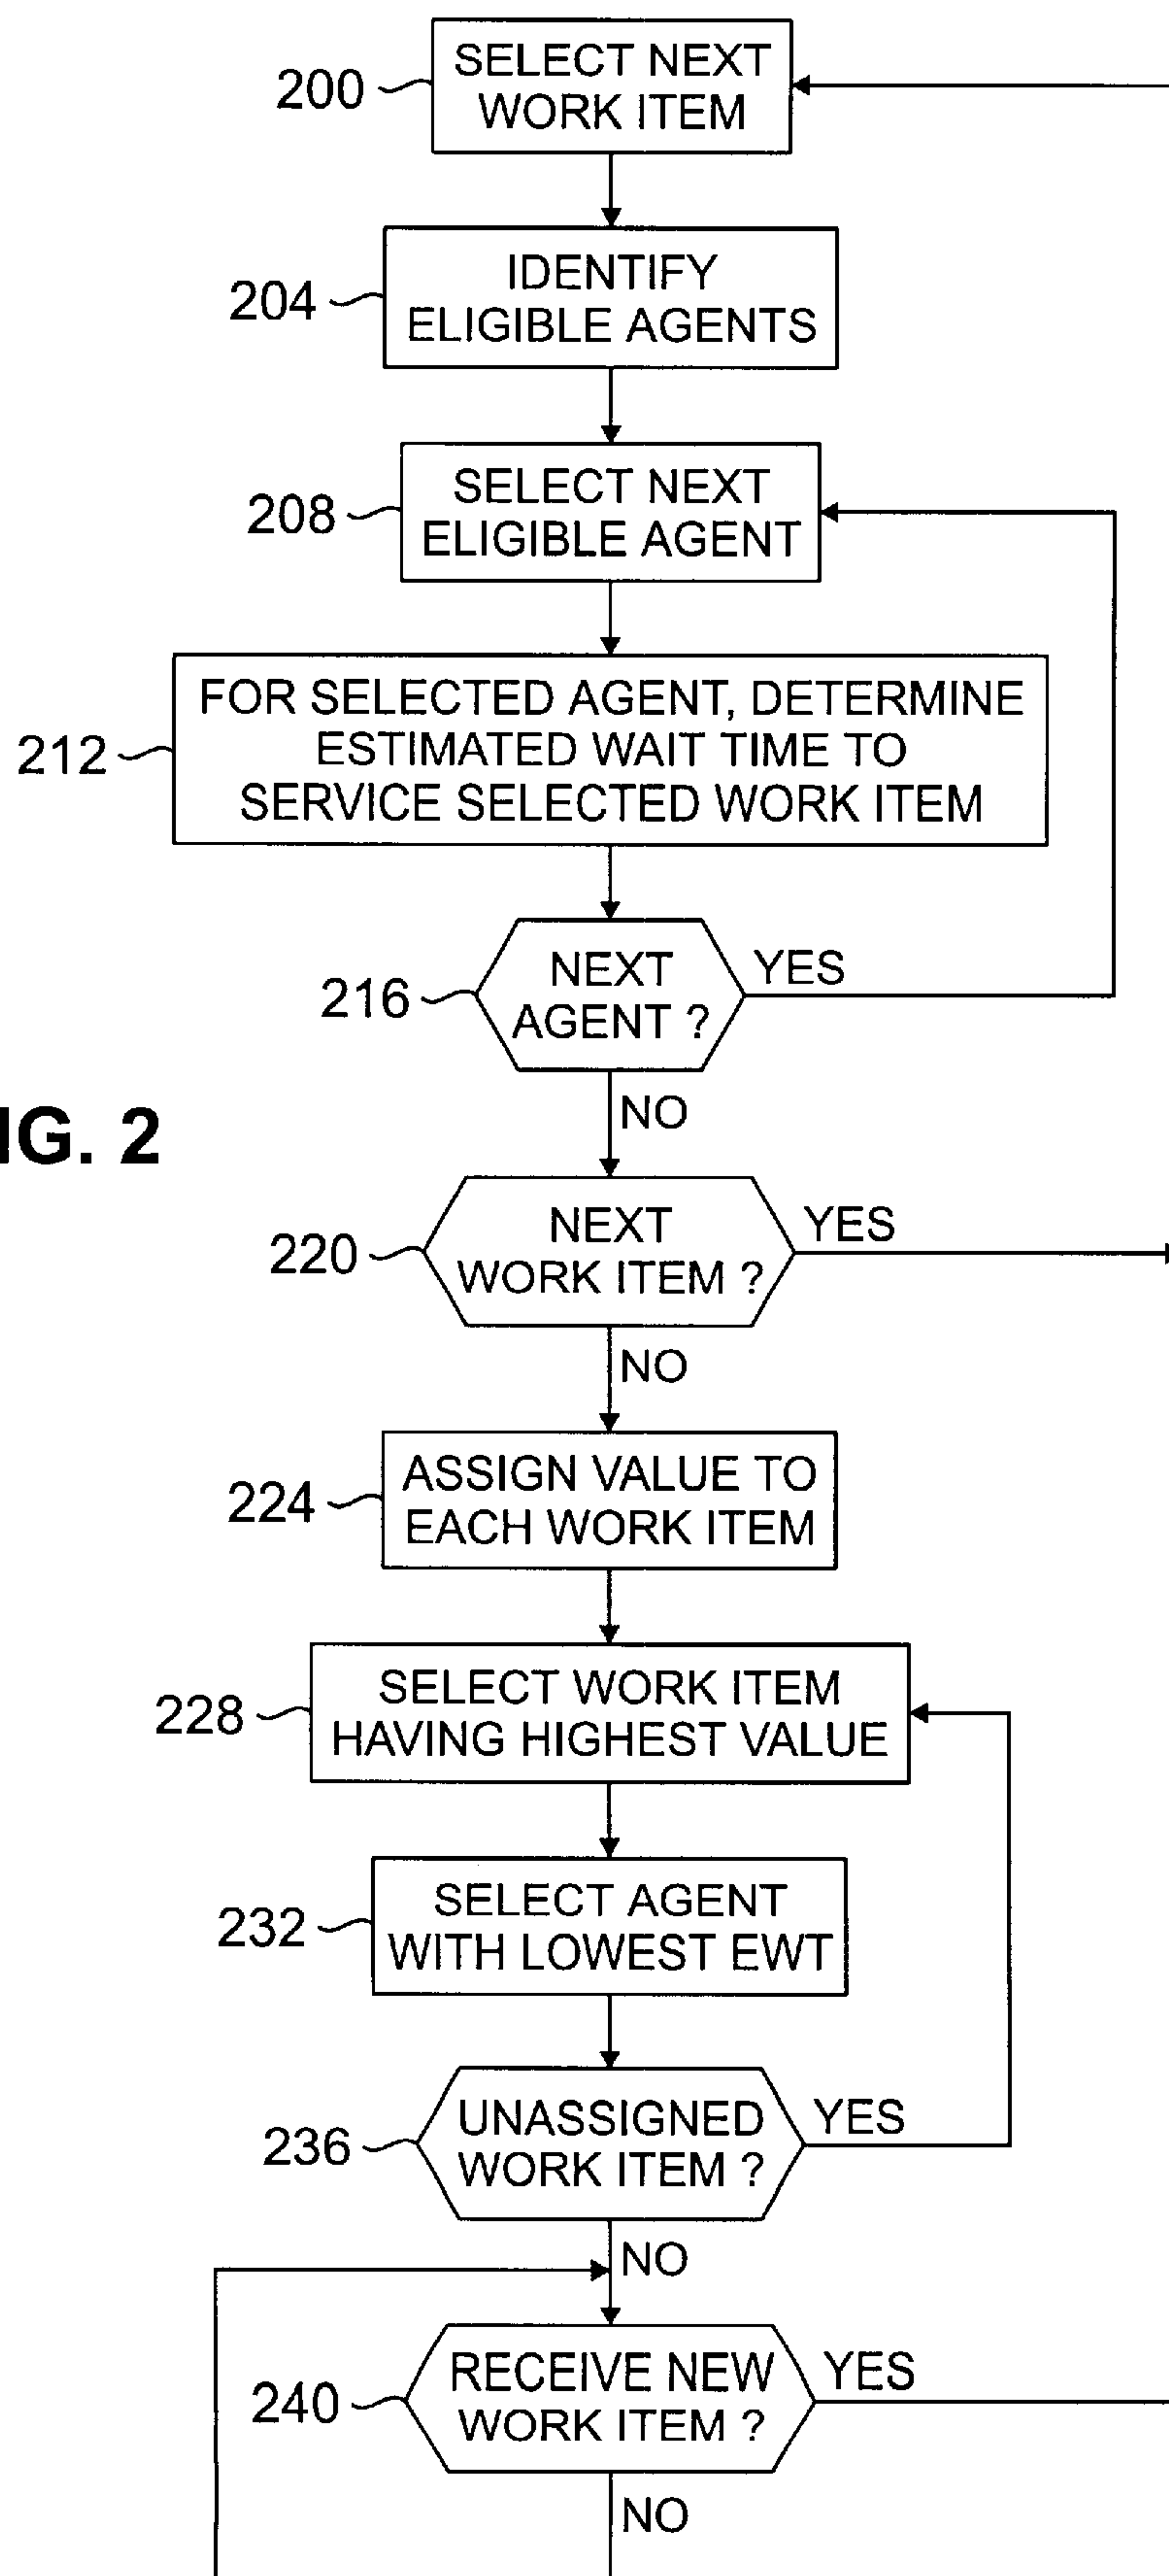 200
SELECT NEXT
WORK ITEM
204
IDENTIFY
ELIGIBLE AGENTS
208
SELECT NEXT
ELIGIBLE AGENT
212
FOR SELECTED AGENT, DETERMINE
ESTIMATED WAIT TIME TO
SERVICE SELECTED WORK ITEM
216
NEXT
AGENT ?
YES
NO
IG. 2
220
NEXT
WORK ITEM ?
YES
NO
224
ASSIGN VALUE TO
EACH WORK ITEM
228
SELECT WORK ITEM
HAVING HIGHEST VALUE
232
SELECT AGENT
WITH LOWEST EWT
236
UNASSIGNED
WORK ITEM ?
YES
NO
240
RECEIVE NEW
WORK ITEM ?
YES
NO